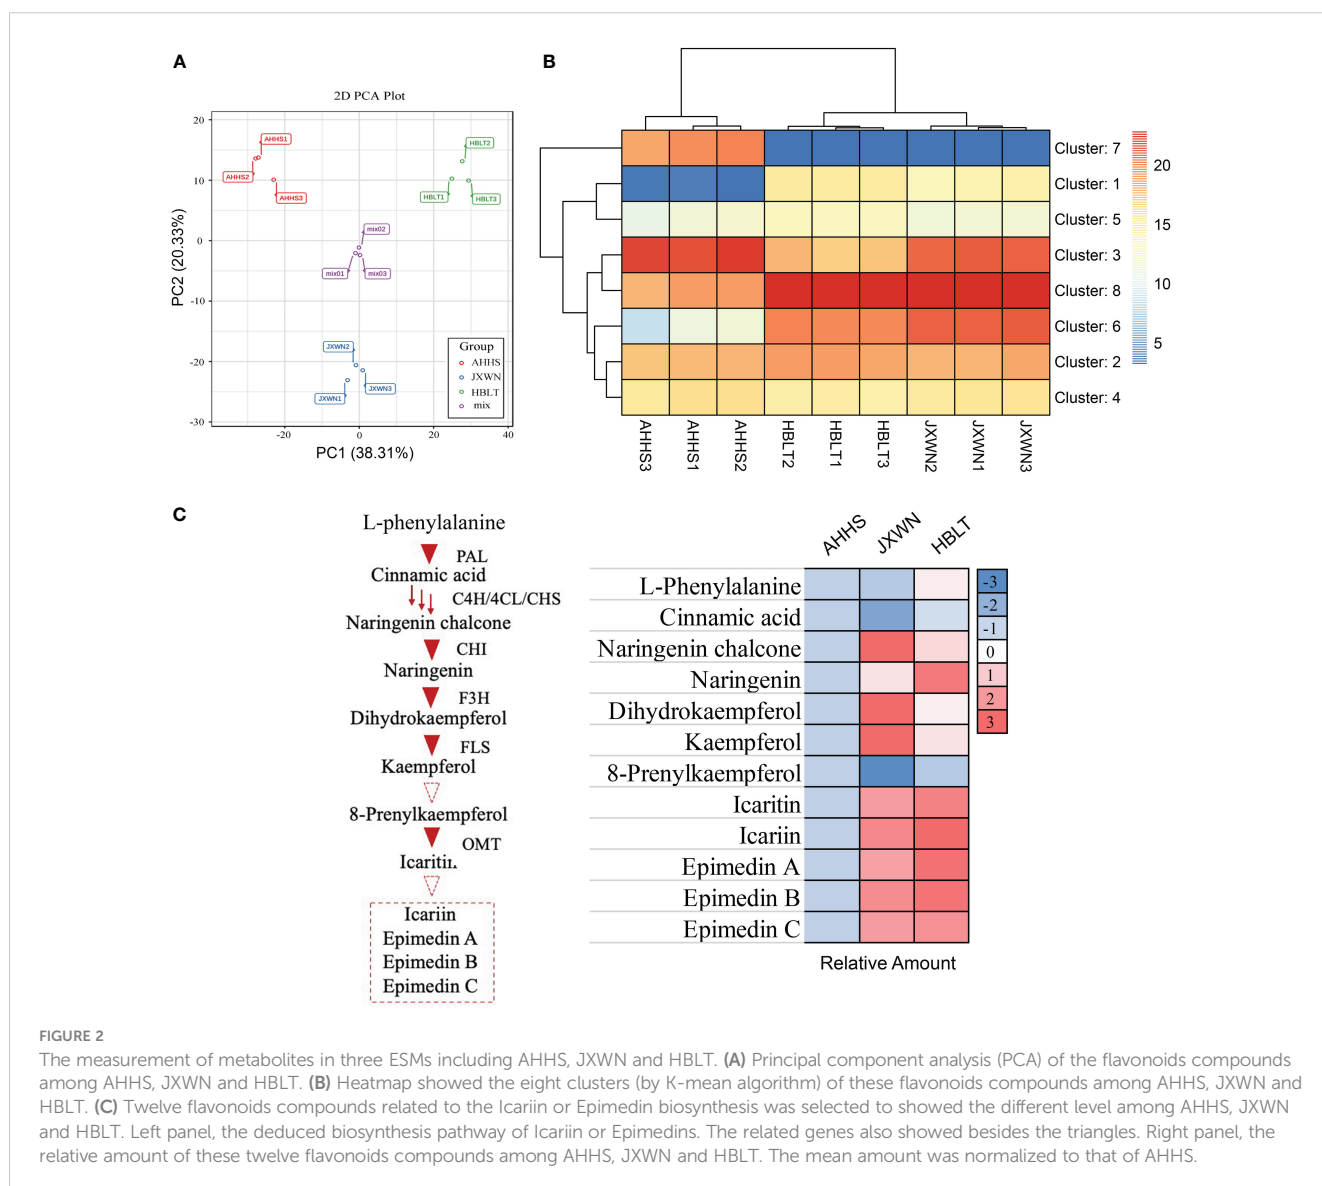 A
2D PCA Plot
20
10
0
-10
-20
-30
-20
0
20
40
PC2 (20.33%)
PC1 (38.31%)
AHHS1
AHHS2
AHHS3
HBLT2
HBLT1
HBLT3
mix02
mix01
mix03
JXWN2
JXWN3
JXWN1
Group
AHHS
JXWN
HBLT
mix
B
Cluster: 7
Cluster: 1
Cluster: 5
Cluster: 3
Cluster: 8
Cluster: 6
Cluster: 2
Cluster: 4
20
15
10
5
AHHS3
AHHS1
AHHS2
HBLT2
HBLT1
HBLT3
JXWN2
JXWN1
JXWN3
C
L-phenylalanine
PAL
Cinnamic acid
C4H/4CL/CHS
Naringenin chalcone
CHI
Naringenin
F3H
Dihydrokaempferol
FLS
Kaempferol
8-Prenylkaempferol
OMT
Icaritin
Icariin
Epimedin A
Epimedin B
Epimedin C
AHHS
JXWN
HBLT
L-Phenylalanine
Cinnamic acid
Naringenin chalcone
Naringenin
Dihydrokaempferol
Kaempferol
8-Prenylkaempferol
Icaritin
Icariin
Epimedin A
Epimedin B
Epimedin C
Relative Amount
-3
-2
-1
0
1
2
3
FIGURE 2
The measurement of metabolites in three ESMs including AHHS, JXWN and HBLT. (A) Principal component analysis (PCA) of the flavonoids compounds
among AHHS, JXWN and HBLT. (B) Heatmap showed the eight clusters (by K-mean algorithm) of these flavonoids compounds among AHHS, JXWN and
HBLT. (C) Twelve flavonoids compounds related to the Icariin or Epimedin biosynthesis was selected to showed the different level among AHHS, JXWN
and HBLT. Left panel, the deduced biosynthesis pathway of Icariin or Epimedins. The related genes also showed besides the triangles. Right panel, the
relative amount of these twelve flavonoids compounds among AHHS, JXWN and HBLT. The mean amount was normalized to that of AHHS.